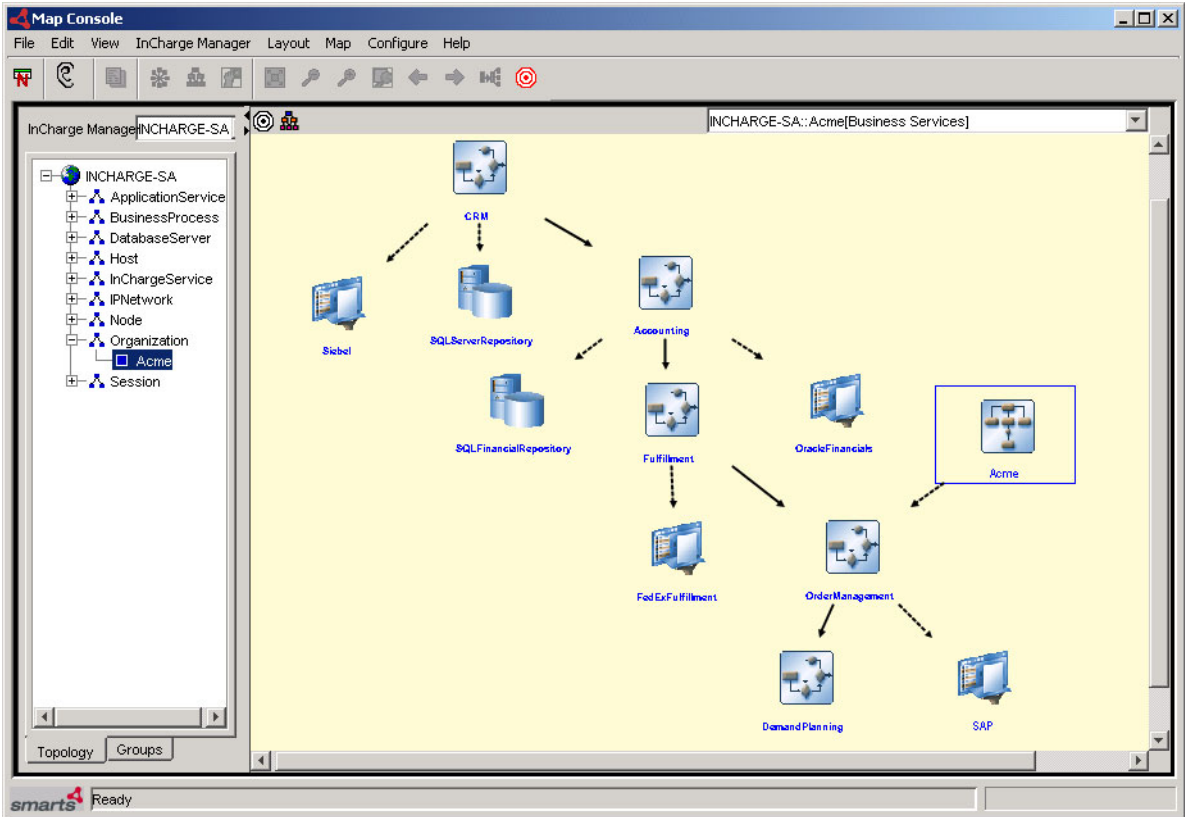 Map Console
File Edit View InCharge Manager Layout Map Configure Help
InCharge Manage INCHARGE-SA
INCHARGE-SA::Acme[Business Services]
INCHARGE-SA
ApplicationService
BusinessProcess
DatabaseServer
Host
InChargeService
IPNetwork
Node
Organization
Acme
Session
Topology Groups
CRM
Siebel
SQLServerRepository
Accounting
SQLFinancialRepository
Fulfillment
OracleFinancials
Acme
FedExFulfillment
OrderManagement
DemandPlanning
SAP
smarts Ready